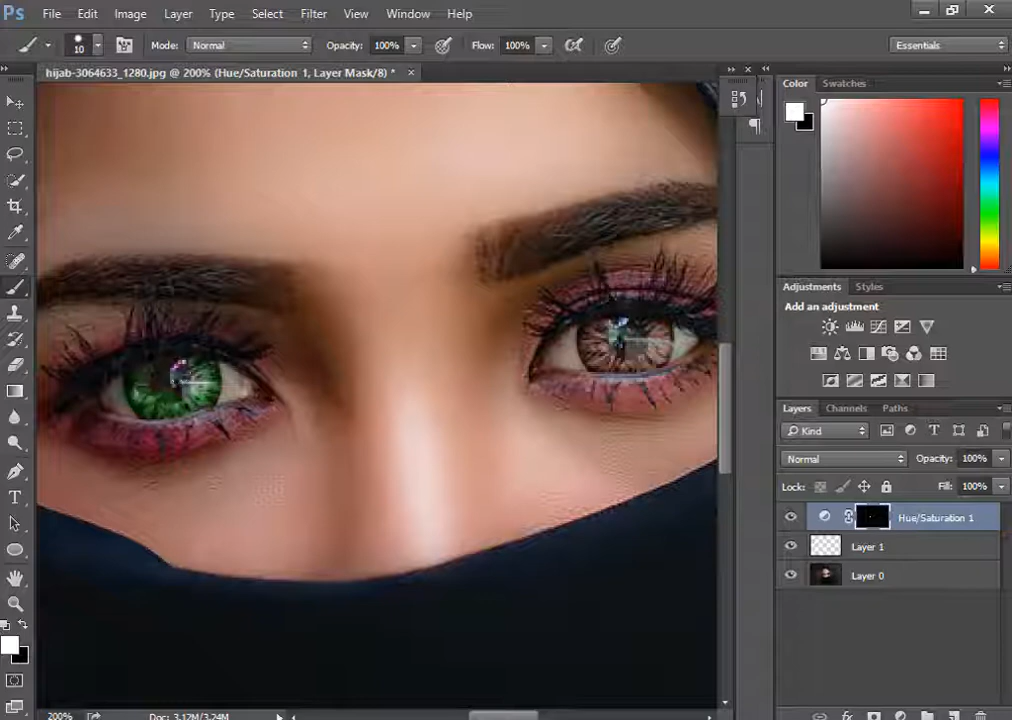 Ps File Edit Image Layer Type Select Filter View Window Help
10 Mode: Normal Opacity: 100% Flow: 100% Essentials
hijab-3064633_1280.jpg @ 200% (Hue/Saturation 1, Layer Mask/8) * ×
Color Swatches
Adjustments Styles
Add an adjustment
Layers Channels Paths
Kind
Normal Opacity: 100%
Lock: Fill: 100%
Hue/Saturation 1
Layer 1
Layer 0
200% Doc: 3.12M/3.24M